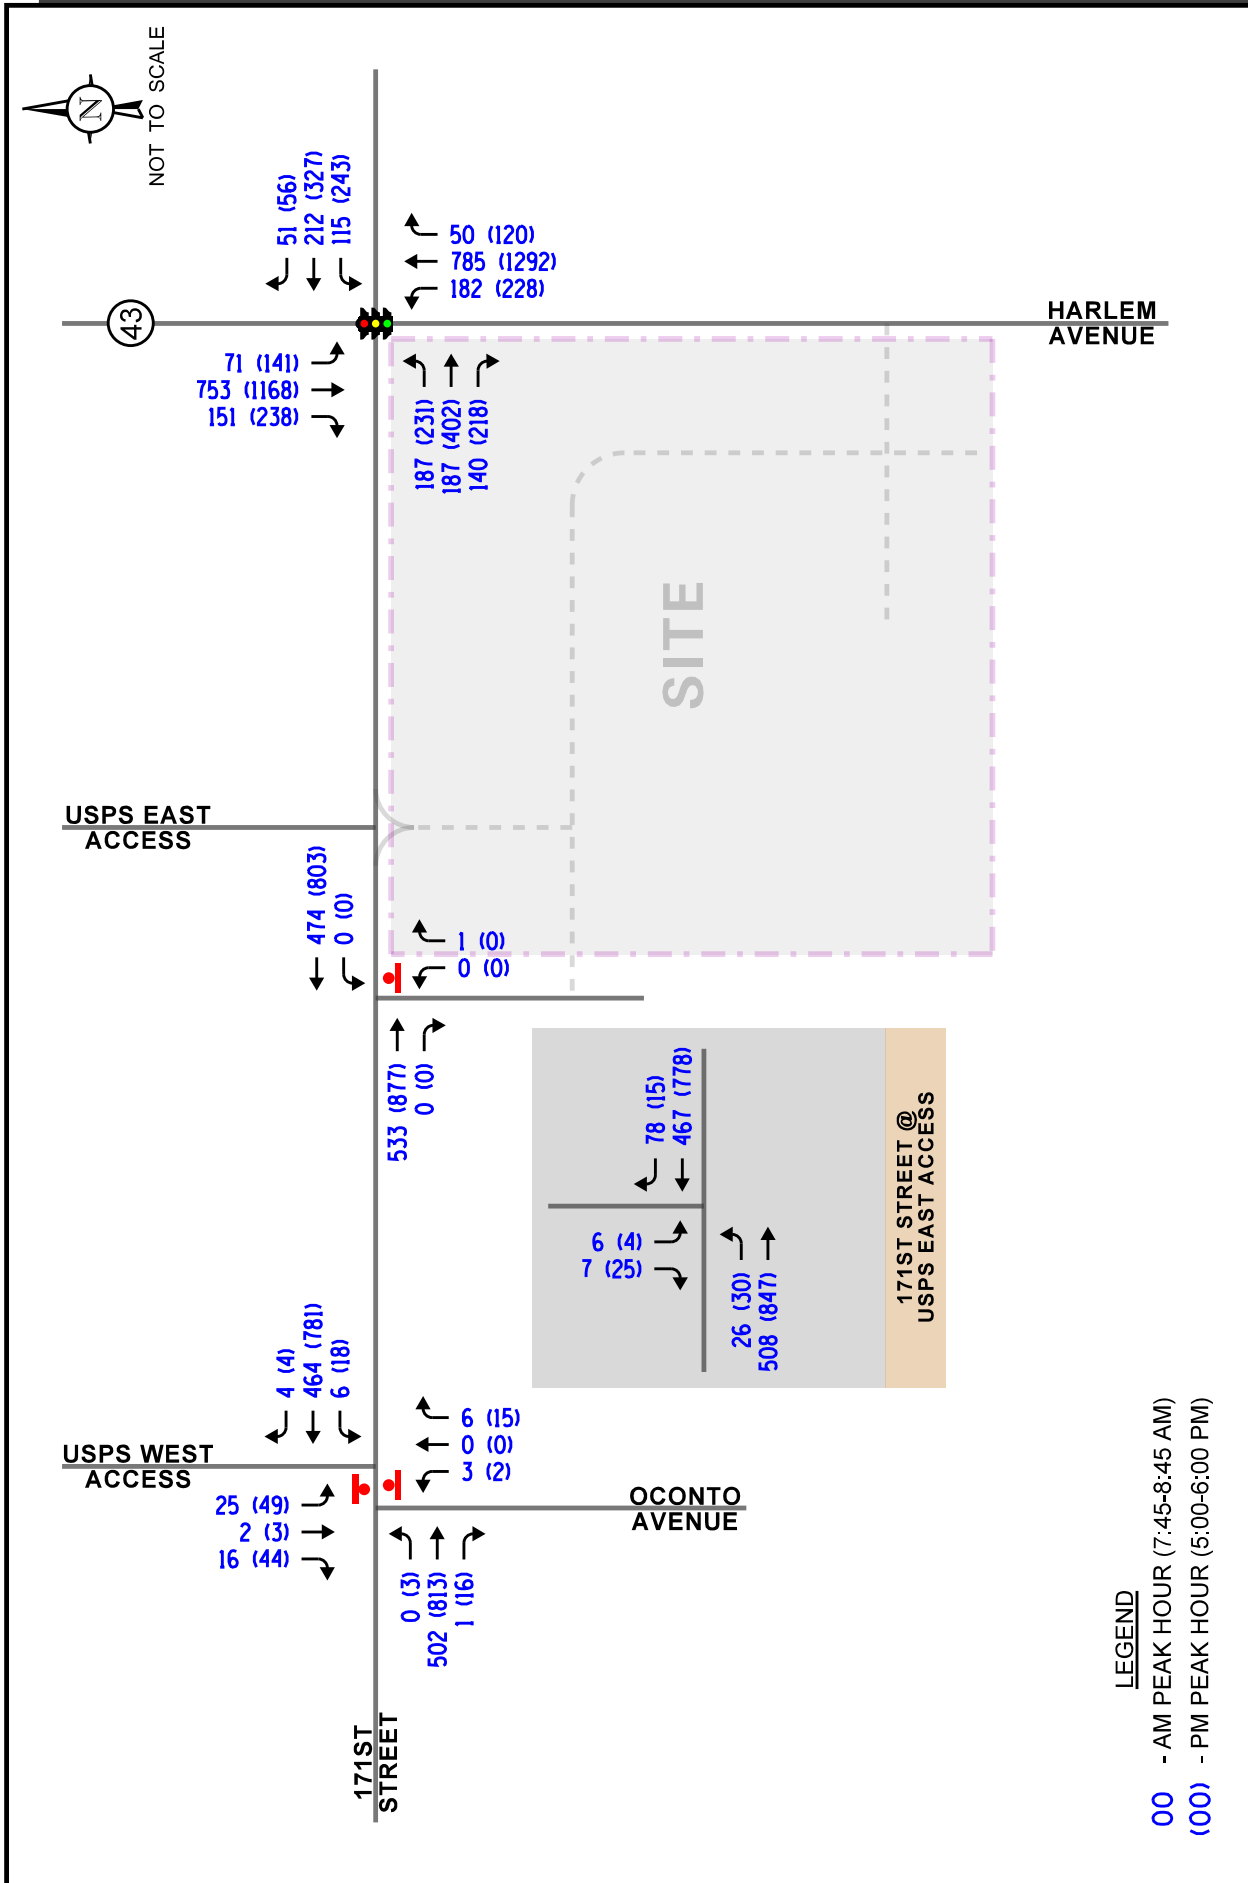 N
NOT TO SCALE
51 (56)
212 (327)
115 (243)
50 (120)
785 (1292)
182 (228)
43
HARLEM
AVENUE
71 (141)
753 (1168)
151 (238)
187 (231)
187 (402)
140 (218)
SITE
USPS EAST
ACCESS
474 (803)
0 (0)
1 (0)
0 (0)
533 (877)
0 (0)
78 (15)
467 (778)
6 (4)
7 (25)
26 (30)
508 (847)
171ST STREET @
USPS EAST ACCESS
4 (4)
464 (781)
6 (18)
USPS WEST
ACCESS
6 (15)
0 (0)
3 (2)
25 (49)
2 (3)
16 (44)
OCONTO
AVENUE
0 (3)
502 (813)
1 (16)
171ST
STREET
LEGEND
00 - AM PEAK HOUR (7:45-8:45 AM)
(00) - PM PEAK HOUR (5:00-6:00 PM)